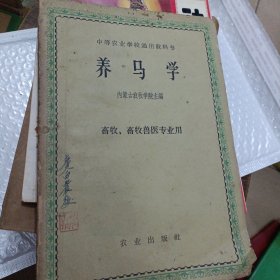 中等农业学校试用教科书
养马学
内蒙古农牧学院主编
畜牧、畜牧兽医专业用
农业出版社